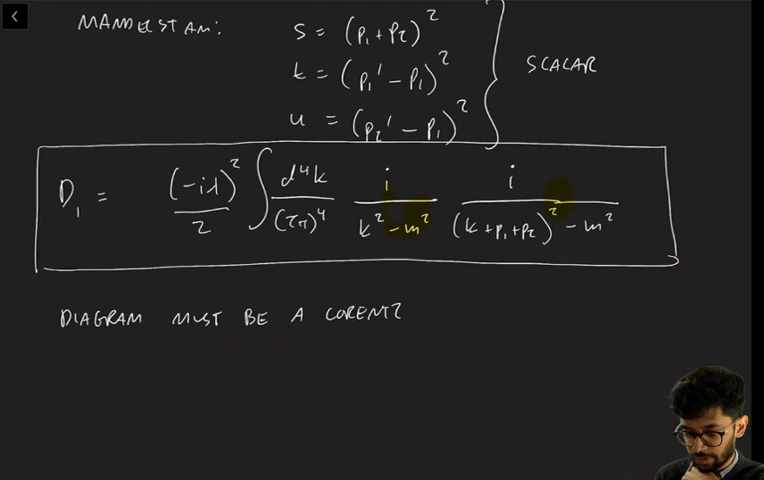 MANDELSTAM: s = (p₁+p₂)²
t = (p₁' − p₁)²
u = (p₂' − p₁)²
SCALAR
D₁ = (−iλ)²/2 ∫ d⁴k/(2π)⁴ i/(k² − m²) i/((k+p₁+p₂)² − m²)
DIAGRAM MUST BE A LORENTZ